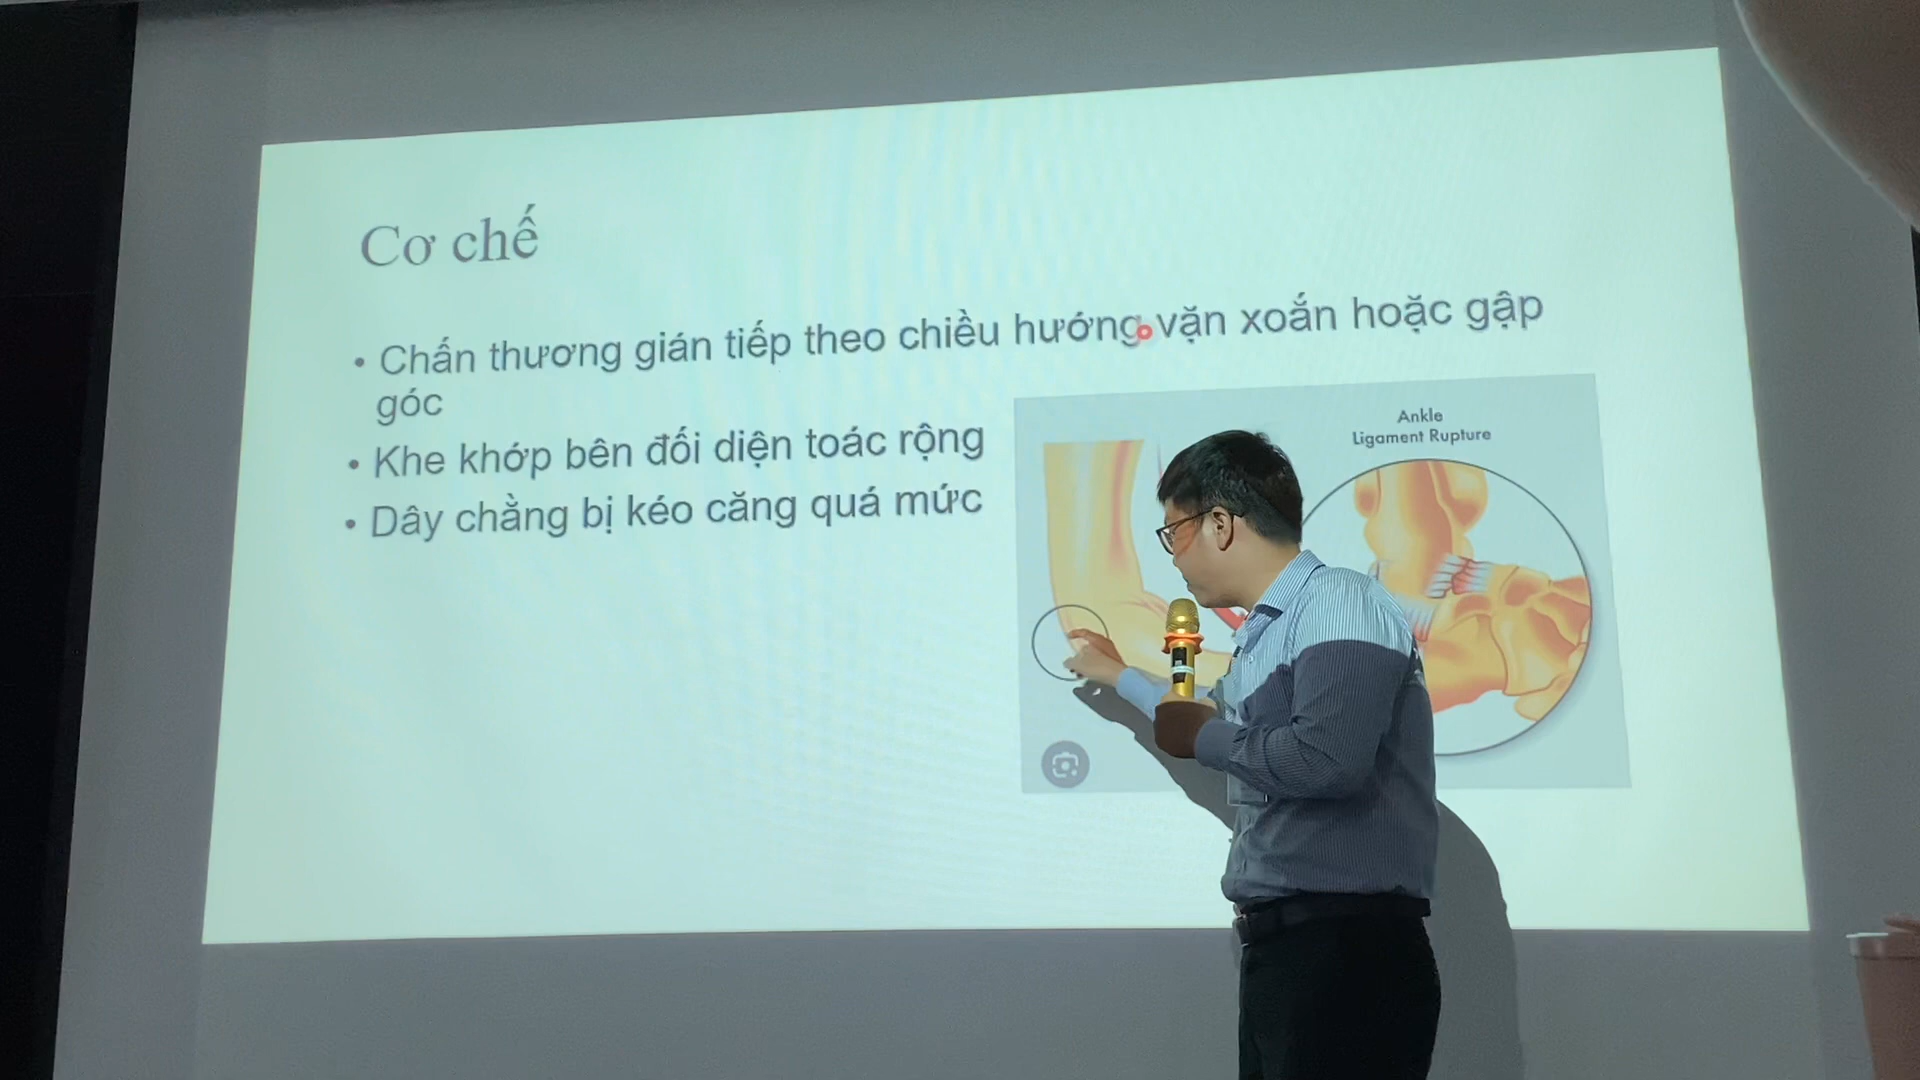 Cơ chế
• Chấn thương gián tiếp theo chiều hướng vặn xoắn hoặc gập
góc
• Khe khớp bên đối diện toác rộng
• Dây chằng bị kéo căng quá mức
Ankle
Ligament Rupture